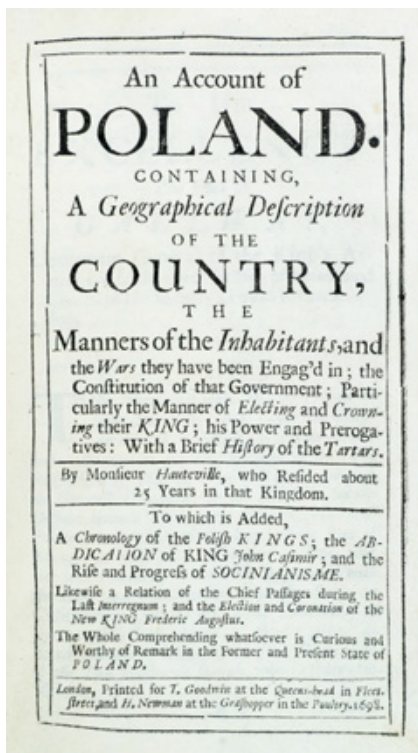 An Account of
POLAND.
CONTAINING,
A Geographical Deſcription
OF THE
COUNTRY,
THE
Manners of the Inhabitants, and
the Wars they have been Engag'd in; the
Conſtitution of that Government; Parti-
cularly the Manner of Electing and Crown-
ing their KING; his Power and Preroga-
tives: With a Brief Hiſtory of the Tartars.
By Monſieur Hauteville, who Reſided about
25 Years in that Kingdom.
To which is Added,
A Chronology of the Poliſh KINGS; the AB-
DICATION of KING John Caſimir; and the
Riſe and Progreſs of SOCINIANISME.
Likewiſe a Relation of the Chief Paſſages during the
Laſt Interregnum; and the Election and Coronation of the
New KING Frederic Auguſtus.
The Whole Comprehending whatſoever is Curious and
Worthy of Remark in the Former and Preſent State of
POLAND.
London, Printed for T. Goodwin at the Queens-head in Fleet-
ſtreet, and H. Newman at the Graſhopper in the Poultry. 1698.